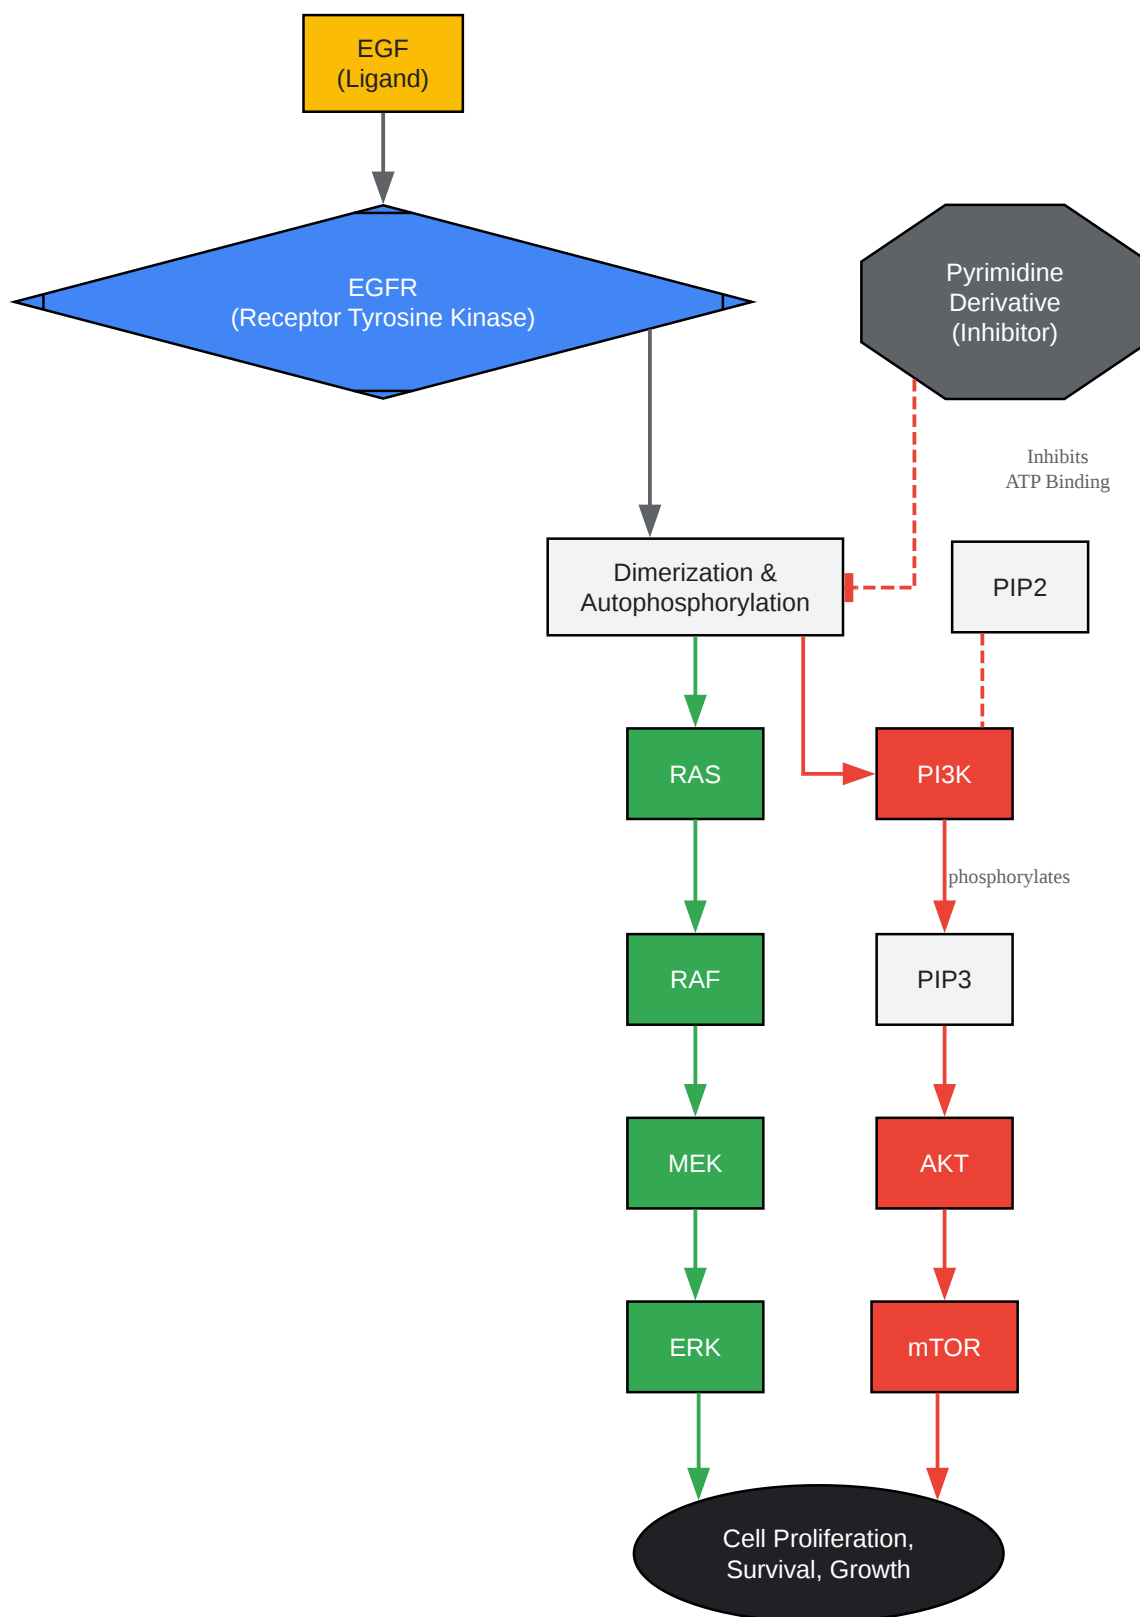 EGF
(Ligand)
EGFR
(Receptor Tyrosine Kinase)
Pyrimidine
Derivative
(Inhibitor)
Inhibits
ATP Binding
Dimerization &
Autophosphorylation
PIP2
RAS
PI3K
phosphorylates
RAF
PIP3
MEK
AKT
ERK
mTOR
Cell Proliferation,
Survival, Growth